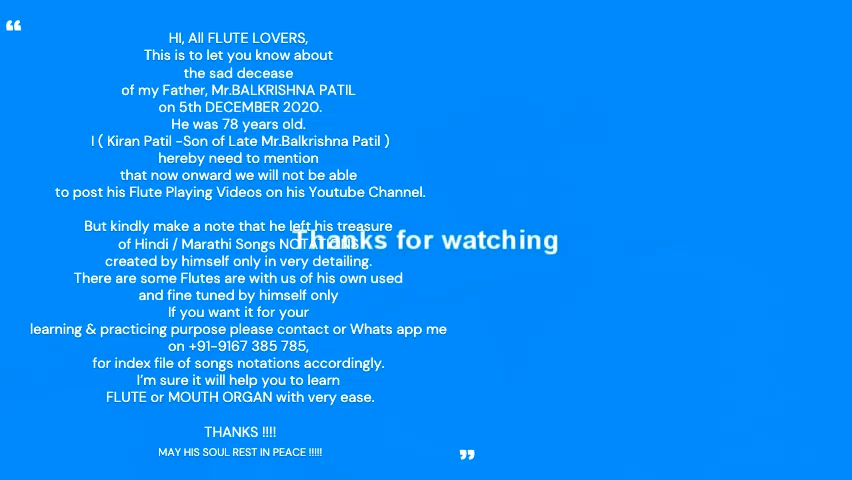 “
HI, All FLUTE LOVERS,
This is to let you know about
the sad decease
of my Father, Mr.BALKRISHNA PATIL
on 5th DECEMBER 2020.
He was 78 years old.
I ( Kiran Patil -Son of Late Mr.Balkrishna Patil )
hereby need to mention
that now onward we will not be able
to post his Flute Playing Videos on his Youtube Channel.
But kindly make a note that he left his treasure
of Hindi / Marathi Songs NOTATIONS
Thanks for watching
created by himself only in very detailing.
There are some Flutes are with us of his own used
and fine tuned by himself only
If you want it for your
learning & practicing purpose please contact or Whats app me
on +91-9167 385 785,
for index file of songs notations accordingly.
I’m sure it will help you to learn
FLUTE or MOUTH ORGAN with very ease.
THANKS !!!!
MAY HIS SOUL REST IN PEACE !!!!!
”